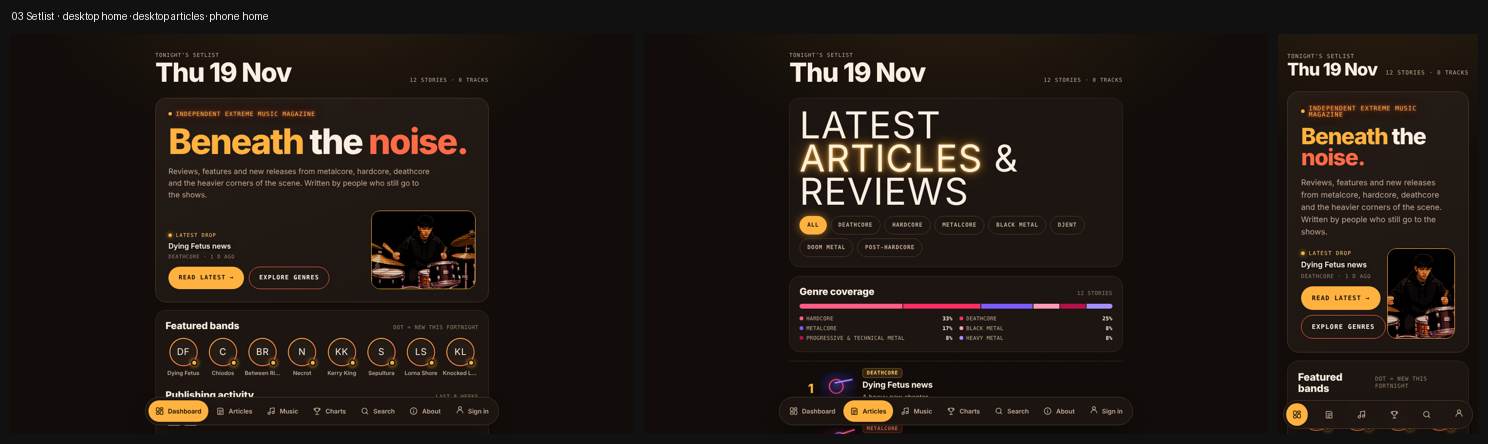 03 Setlist · desktop home · desktop articles · phone home
TONIGHT'S SETLIST
Thu 19 Nov
12 STORIES · 0 TRACKS
INDEPENDENT EXTREME MUSIC MAGAZINE
Beneath the noise.
Reviews, features and new releases from metalcore, hardcore, deathcore
and the heavier corners of the scene. Written by people who still go to
the shows.
LATEST DROP
Dying Fetus news
DEATHCORE · 1 D AGO
READ LATEST →
EXPLORE GENRES
Featured bands
DOT = NEW THIS FORTNIGHT
DF C BR N KK S LS KL
Dying Fetus Chiodos Between Ri... Necrot Kerry King Sepultura Lorna Shore Knocked L...
Publishing activity
LAST 8 WEEKS
Dashboard Articles Music Charts Search About Sign in
TONIGHT'S SETLIST
Thu 19 Nov
12 STORIES · 0 TRACKS
LATEST
ARTICLES &
REVIEWS
ALL DEATHCORE HARDCORE METALCORE BLACK METAL DJENT
DOOM METAL POST-HARDCORE
Genre coverage
12 STORIES
HARDCORE 33% DEATHCORE 25%
METALCORE 17% BLACK METAL 8%
PROGRESSIVE & TECHNICAL METAL 8% HEAVY METAL 8%
DEATHCORE
1
Dying Fetus news
Dashboard Articles Music Charts Search About Sign in
METALCORE
TONIGHT'S SETLIST
Thu 19 Nov
12 STORIES · 0 TRACKS
INDEPENDENT EXTREME MUSIC
MAGAZINE
Beneath the
noise.
Reviews, features and new releases
from metalcore, hardcore, deathcore
and the heavier corners of the scene.
Written by people who still go to the
shows.
LATEST DROP
Dying Fetus news
DEATHCORE · 1 D AGO
READ LATEST →
EXPLORE GENRES
Featured
bands
DOT = NEW THIS
FORTNIGHT